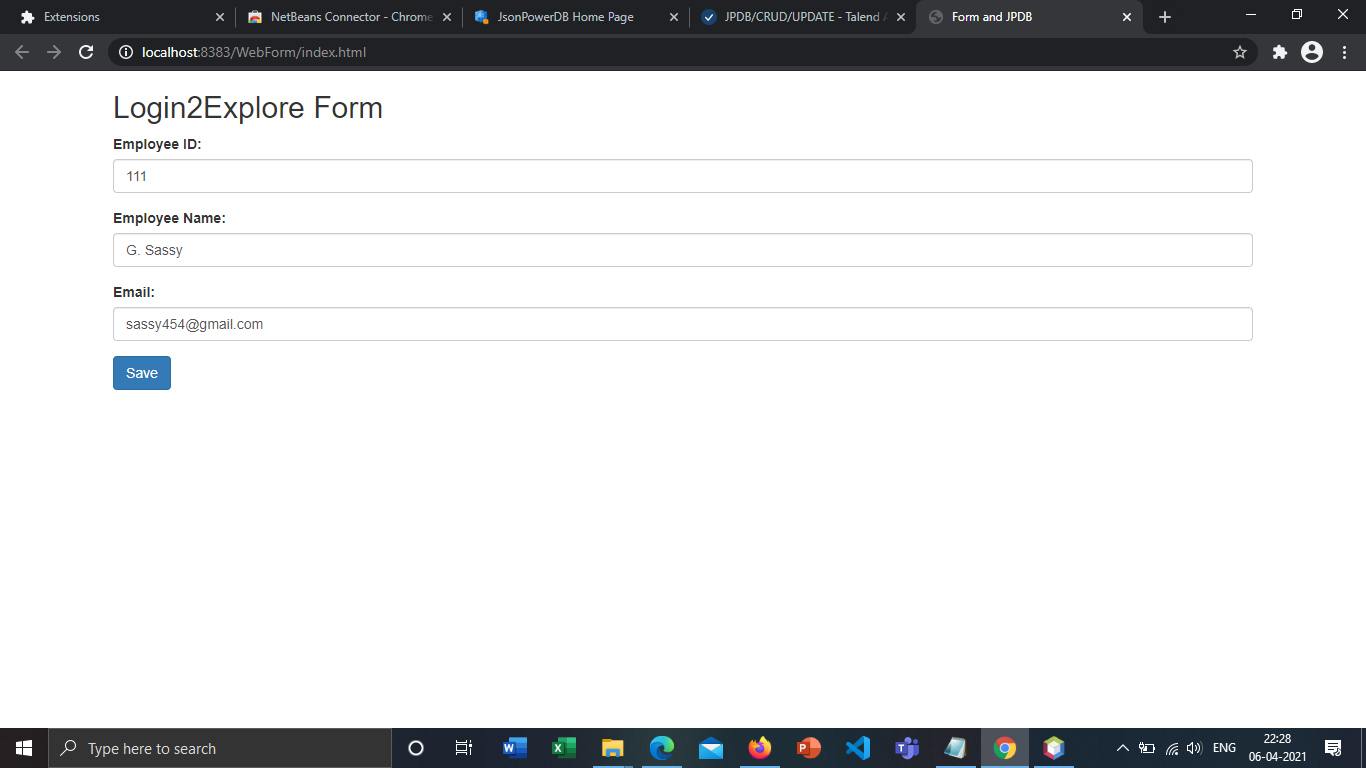 Extensions
NetBeans Connector - Chrome
JsonPowerDB Home Page
JPDB/CRUD/UPDATE - Talend A
Form and JPDB
localhost:8383/WebForm/index.html
Login2Explore Form
Employee ID:
111
Employee Name:
G. Sassy
Email:
sassy454@gmail.com
Save
Type here to search
ENG
22:28
06-04-2021